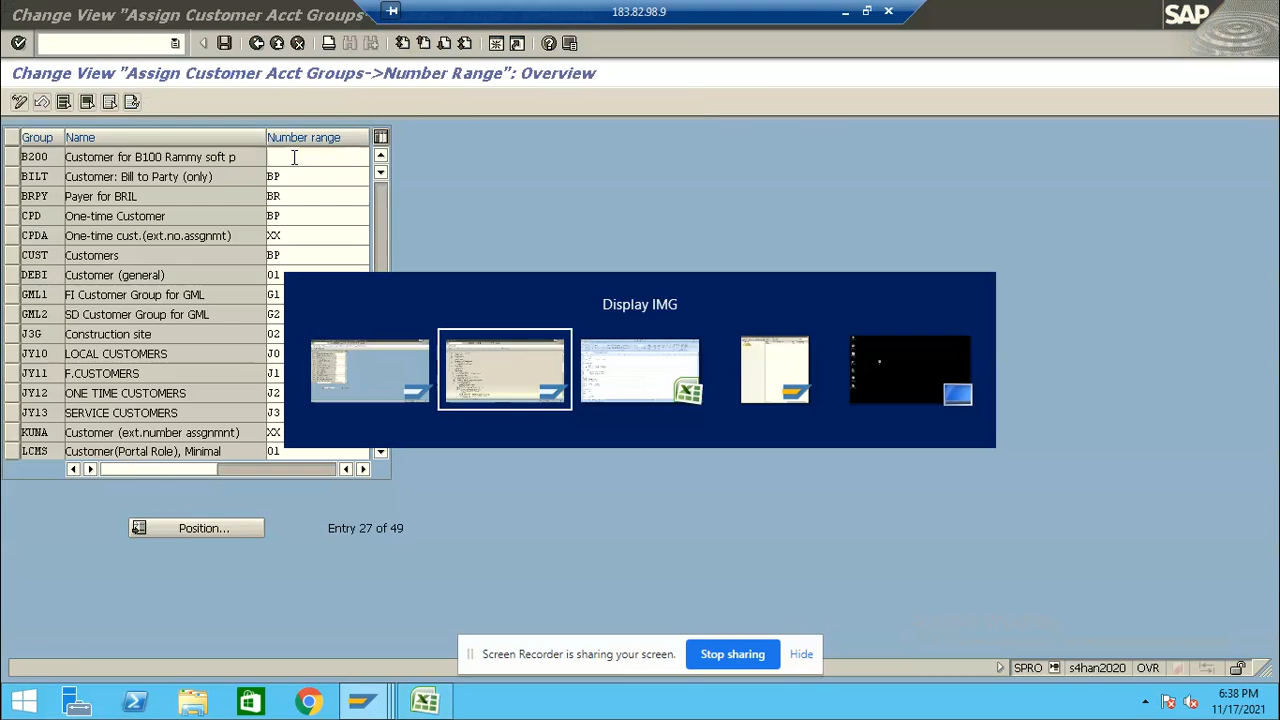 Change View "Assign Customer Acct Groups-
183.82.98.9
SAP
Change View "Assign Customer Acct Groups->Number Range": Overview
Group Name Number range
B200 Customer for B100 Rammy soft p
BILT Customer: Bill to Party (only) BP
BRPY Payer for BRIL BR
CPD One-time Customer BP
CPDA One-time cust.(ext.no.assgnmt) XX
CUST Customers BP
DEBI Customer (general) 01
GML1 FI Customer Group for GML G1
GML2 SD Customer Group for GML G2
J3G Construction site 02
JY10 LOCAL CUSTOMERS J0
JY11 F.CUSTOMERS J1
JY12 ONE TIME CUSTOMERS J2
JY13 SERVICE CUSTOMERS J3
KUNA Customer (ext.number assgnmnt) XX
LCMS Customer(Portal Role), Minimal 01
Display IMG
Position... Entry 27 of 49
Screen Recorder is sharing your screen. Stop sharing Hide
SPRO s4han2020 OVR
6:38 PM
11/17/2021